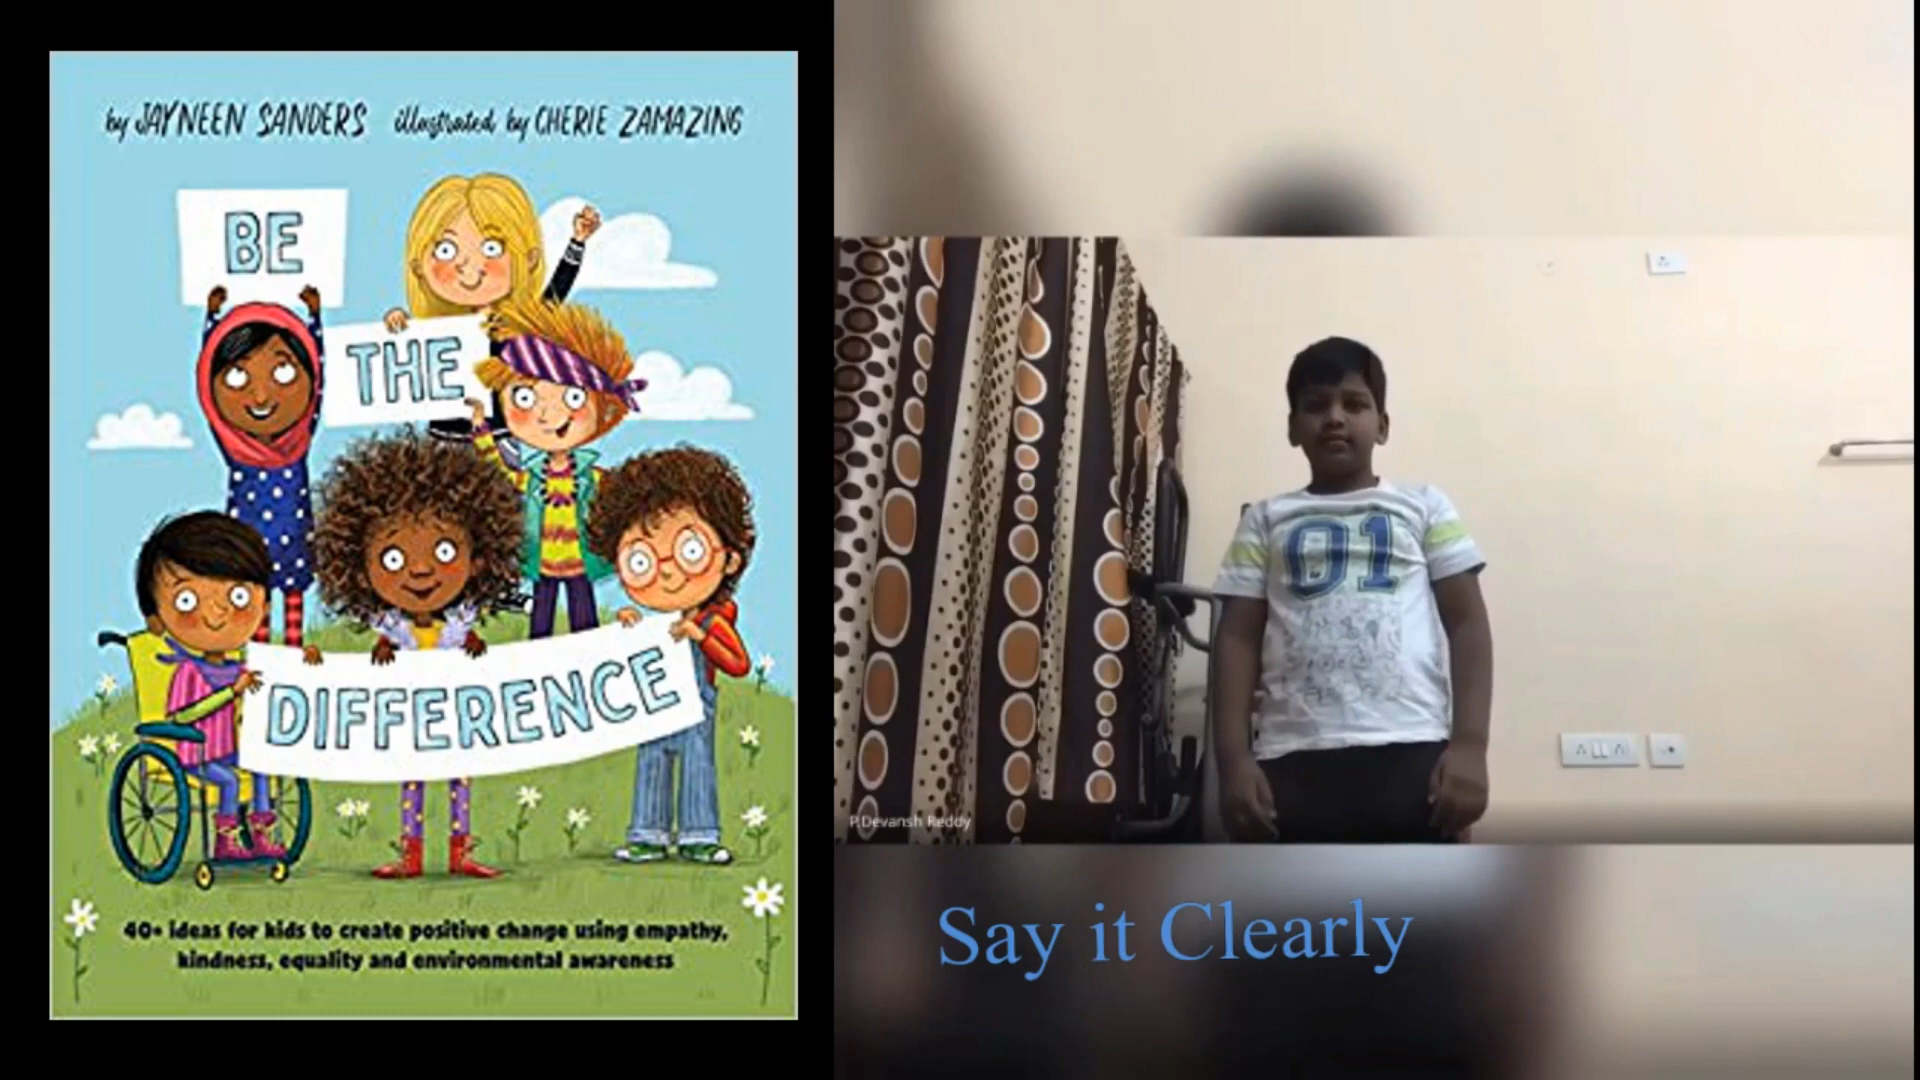 by JAYNEEN SANDERS illustrated by CHERIE ZAMAZING
BE
THE
DIFFERENCE
40+ ideas for kids to create positive change using empathy,
kindness, equality and environmental awareness
01
P.Devansh Reddy
Say it Clearly